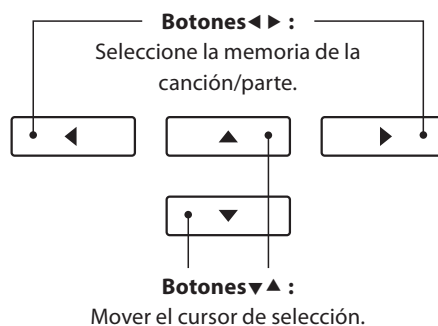 Botones◀ ▶ :
Seleccione la memoria de la
canción/parte.
Botones▼▲ :
Mover el cursor de selección.